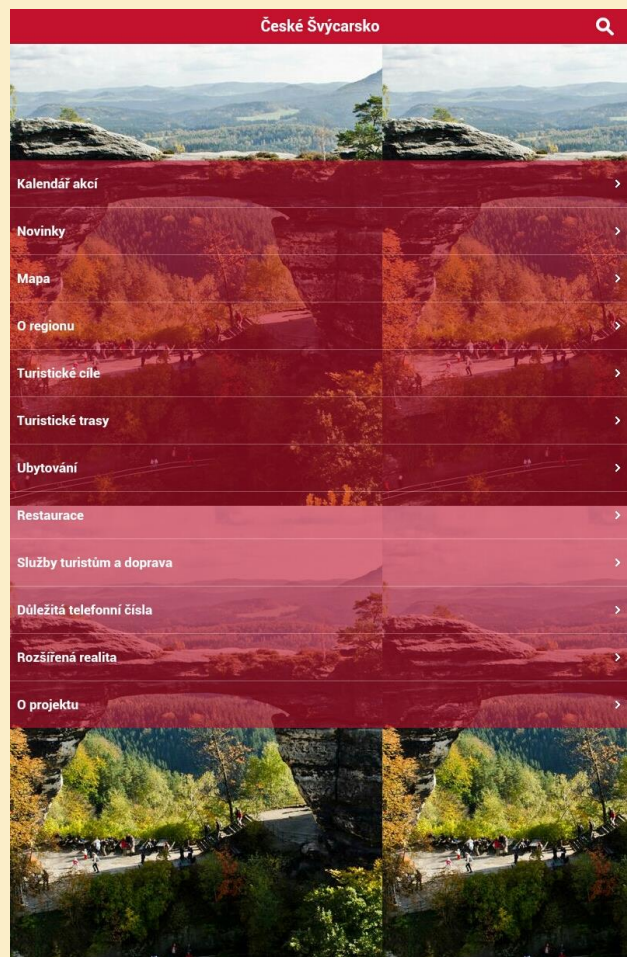 České Švýcarsko
Kalendář akcí
Novinky
Mapa
O regionu
Turistické cíle
Turistické trasy
Ubytování
Restaurace
Služby turistům a doprava
Důležitá telefonní čísla
Rozšířená realita
O projektu